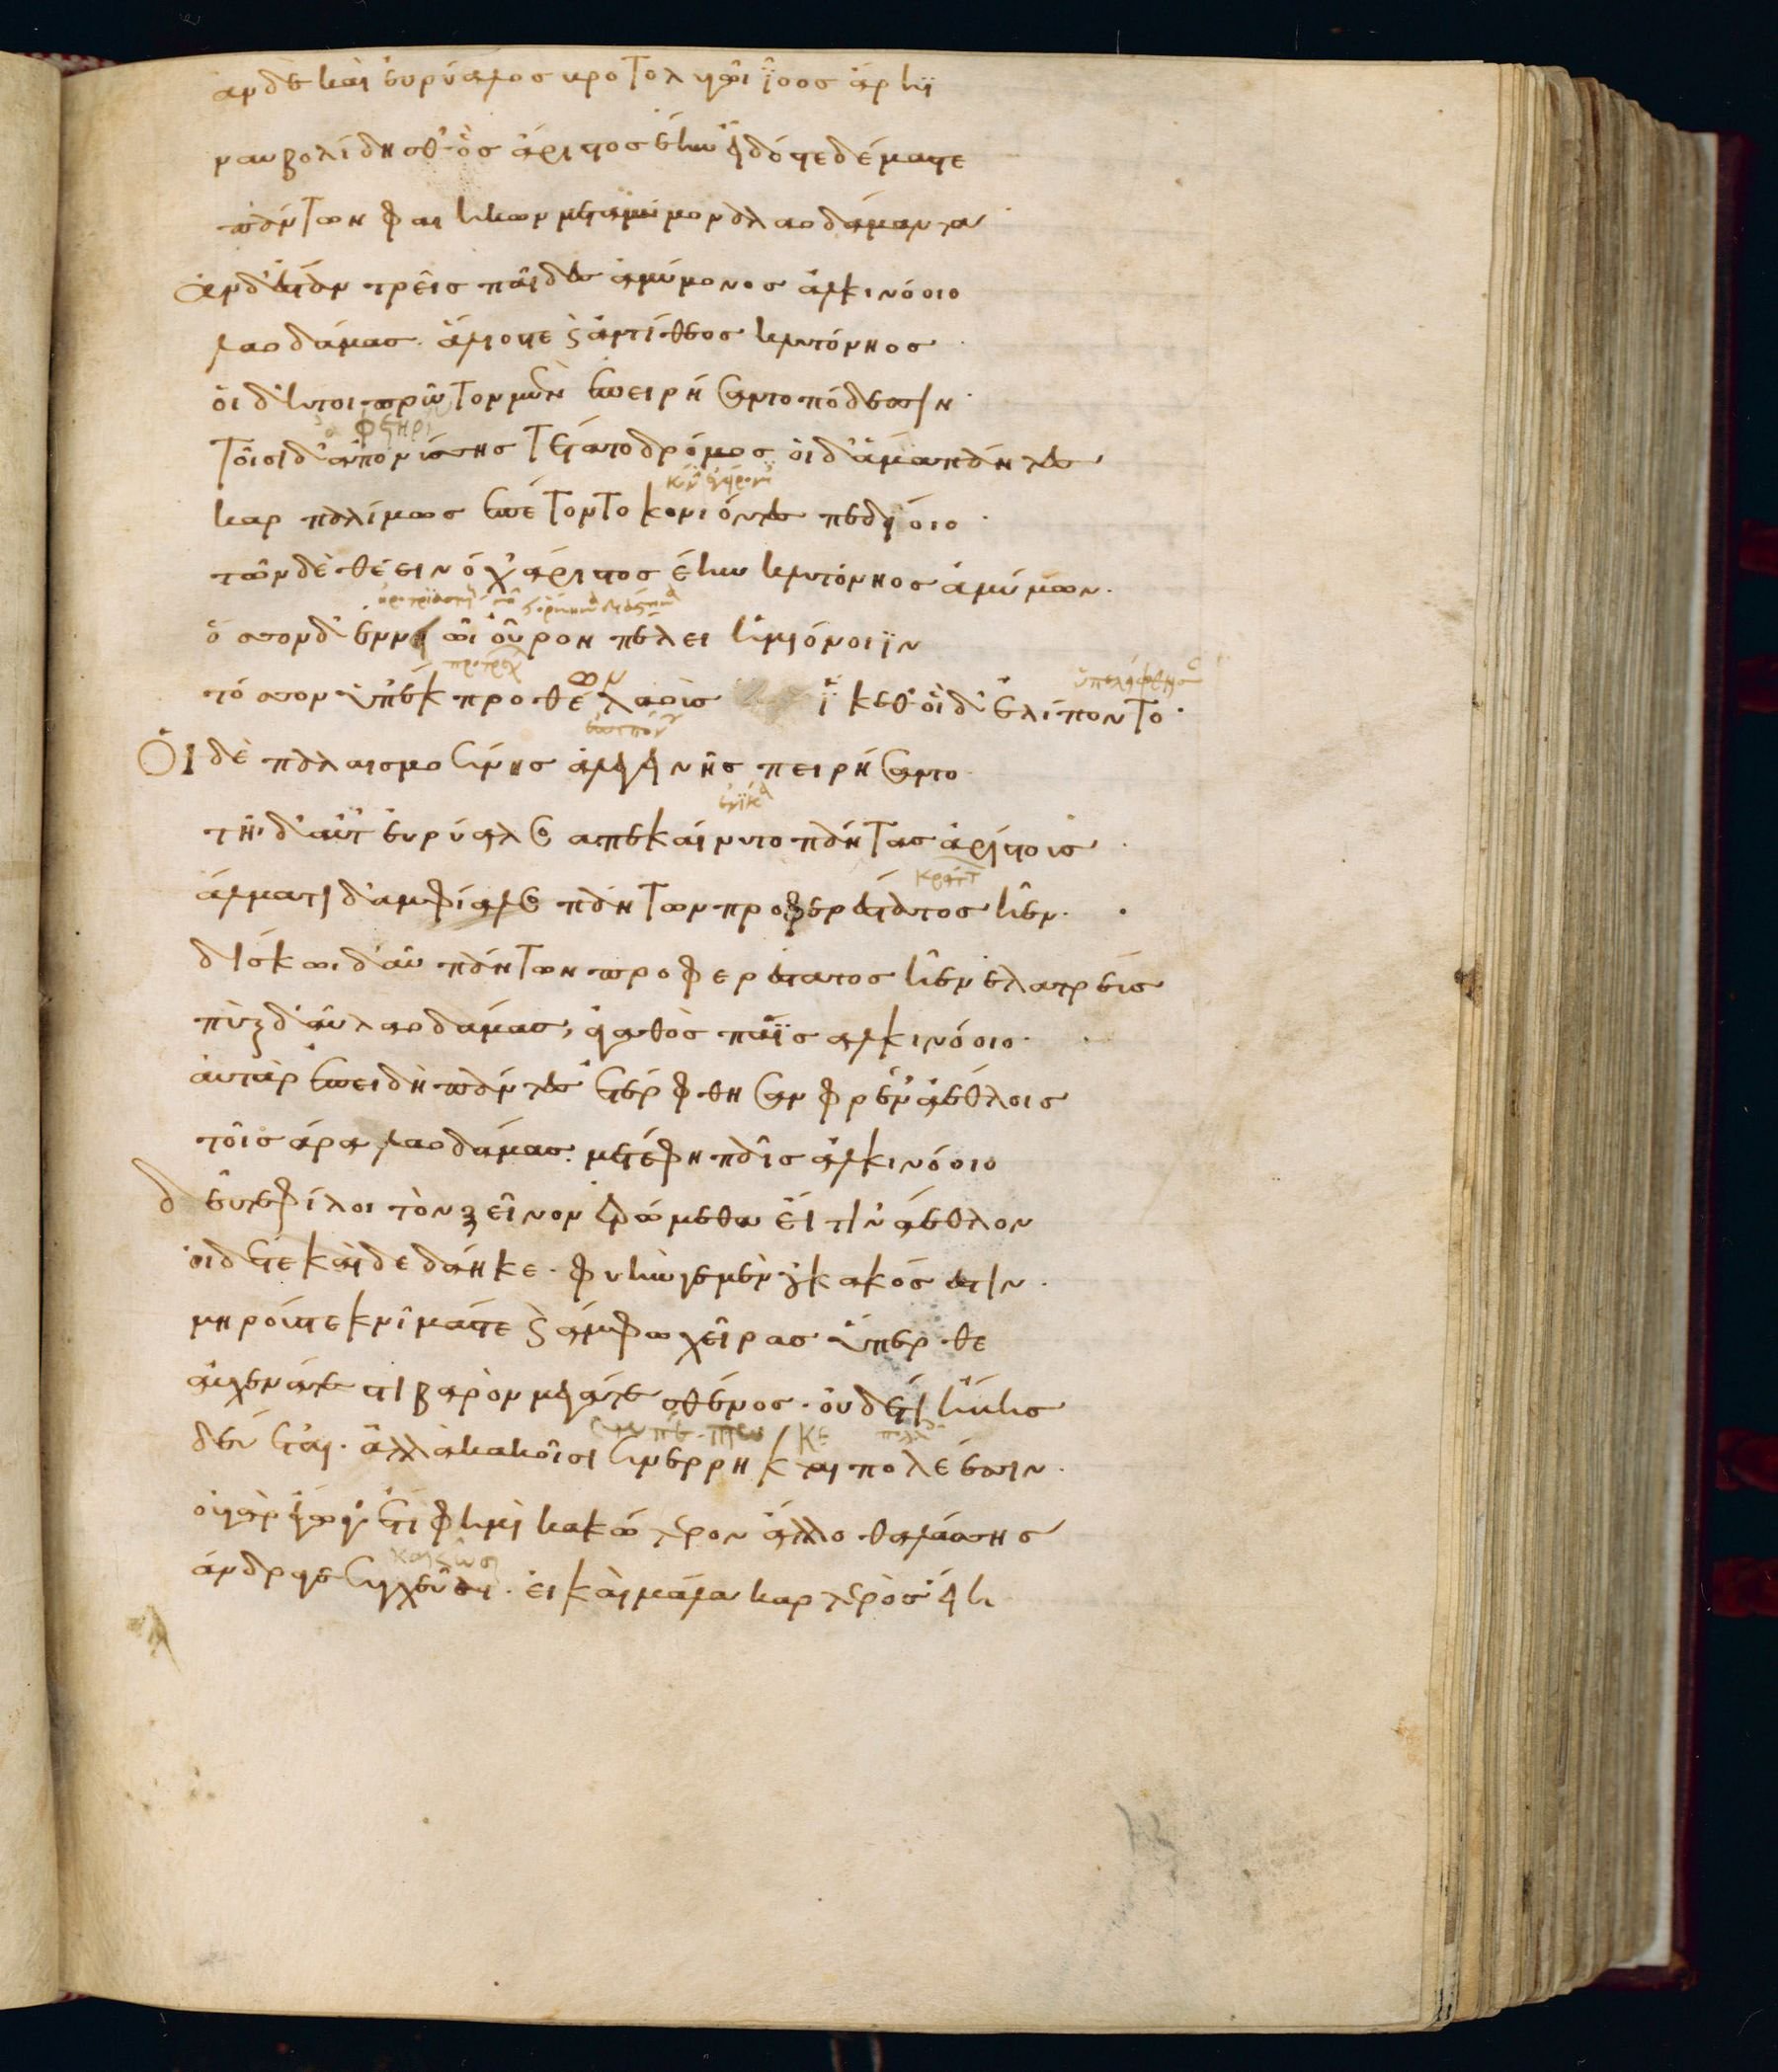 ἀν δὲ καὶ εὐρύαλος βροτολοιγῶι ἶσος ἄρηϊ
ναυβολίδης θ' ὃς ἄριστος ἔην εἶδός τε δέμας τε
πάντων φαιήκων μετ' ἀμύμονα λαοδάμαντα·
ἀν δ' ἔσταν τρεῖς παῖδες ἀμύμονος ἀλκινόοιο
λαοδάμας. ἅλιός τε καὶ ἀντίθεος κλυτόνηος·
οἱ δ' ἤτοι πρῶτον μὲν ἐπειρήσαντο πόδεσσιν·
τοῖσι δ' ἀπὸ νύσσης τέτατο δρόμος· οἱ δ' ἅμα πάντες
καρπαλίμως ἐπέτοντο κονίοντες πεδίοιο·
τῶν δὲ θέειν ὄχ' ἄριστος ἔην κλυτόνηος ἀμύμων.
ὅσσον δ' ἐν νειῶι οὖρον πέλει ἡμιόνοιϊν
προτρέχ
τόσσον ὑπεκπροθέων λαοὺς ἵκεθ' οἱ δ' ἐλίποντο·
Οἱ δὲ παλαισμοσύνης ἀλεγεινῆς πειρήσαντο
τῆι δ' αὖτ' εὐρύαλος ἀπεκαίνυτο πάντας ἀρίστους·
ἅλματι δ' ἀμφίαλος πάντων προφερέστατος ἦεν·
δίσκωι δ' αὖ πάντων προφερέστατος ἦεν ἐλατρεύς
πὺξ δ' αὖ λαοδάμας, ἀγαθὸς πάϊς ἀλκινόοιο·
αὐτὰρ ἐπειδὴ πάντες ἐτέρφθησαν φρέν' ἀέθλοις
τοῖς ἄρα λαοδάμας μετέφη πάϊς ἀλκινόοιο
δεῦτε φίλοι τὸν ξεῖνον ἐρώμεθα εἴ τιν' ἄεθλον
οἶδέ τε καὶ δεδάηκε· φυήν γε μὲν οὐ κακός ἐστιν·
μηρούς τε κνήμας τε καὶ ἄμφω χεῖρας ὕπερθε
αὐχένα τε στιβαρὸν μέγα τε σθένος· οὐδέ τι ἥβης
δεύεται· ἀλλὰ κακοῖσι συνέρρηκται πολέεσσιν·
οὐ γὰρ ἔγωγέ τί φημι κακώτερον ἄλλο θαλάσσης
ἄνδρα γε συγχεῦαι· εἰ καὶ μάλα καρτερὸς εἴη